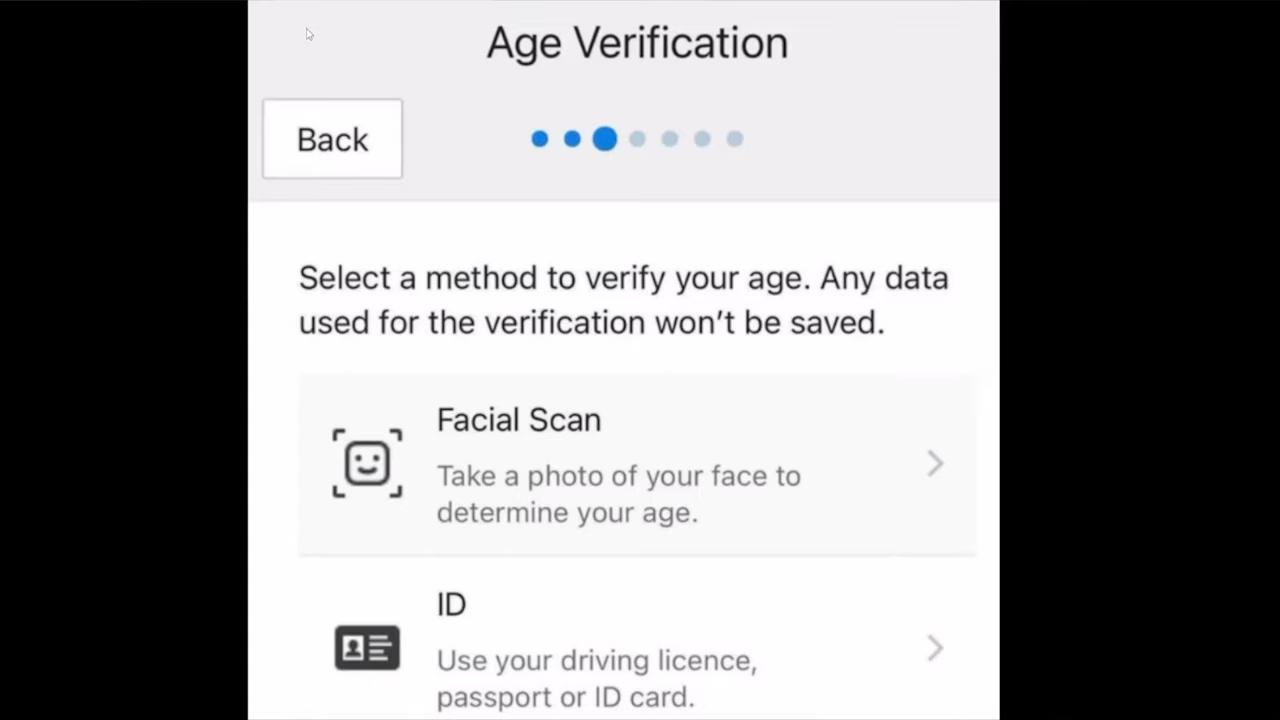 Age Verification
Back
Select a method to verify your age. Any data
used for the verification won’t be saved.
Facial Scan
Take a photo of your face to
determine your age.
ID
Use your driving licence,
passport or ID card.